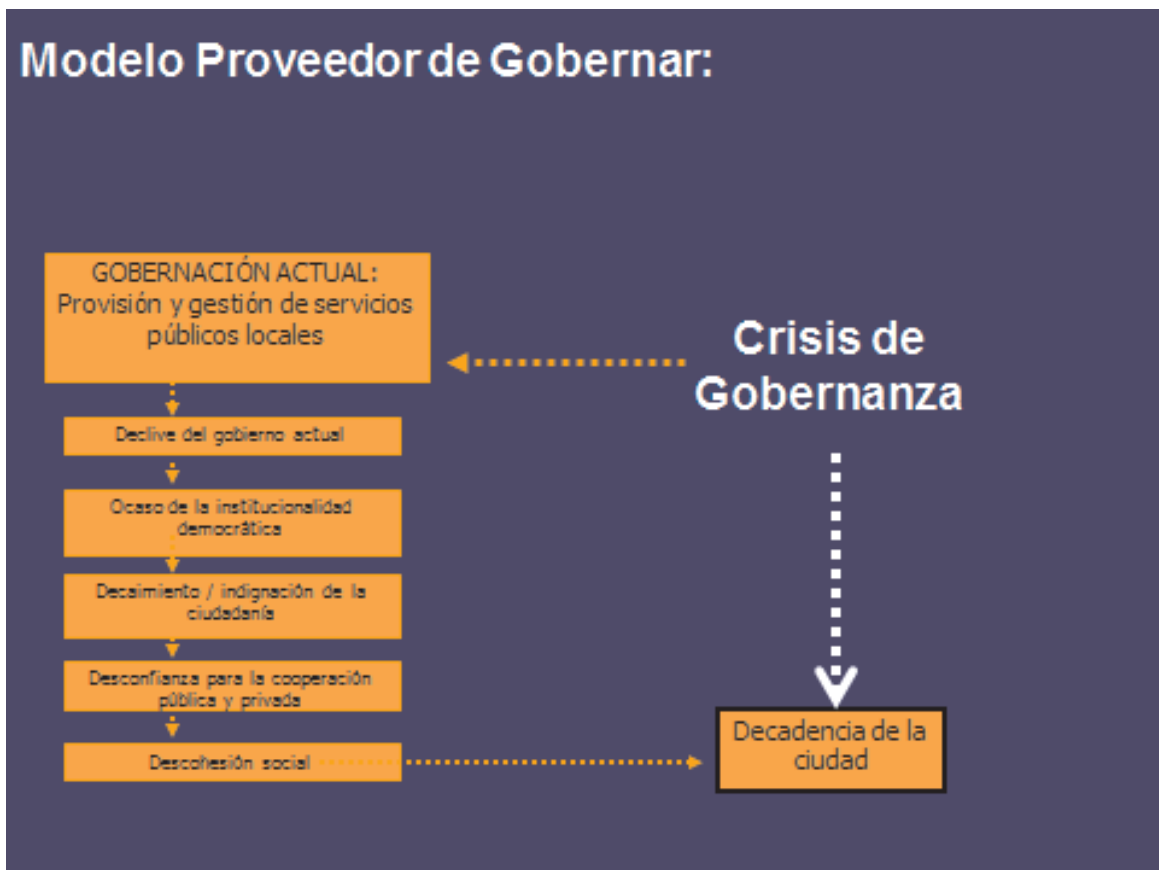 Modelo Proveedor de Gobernar:
GOBERNACIÓN ACTUAL:
Provisión y gestión de servicios
públicos locales
Declive del gobierno actual
Ocaso de la institucionalidad
democrática
Decaimiento / indignación de la
ciudadanía
Desconfianza para la cooperación
pública y privada
Descohesión social
Crisis de
Gobernanza
Decadencia de la
ciudad